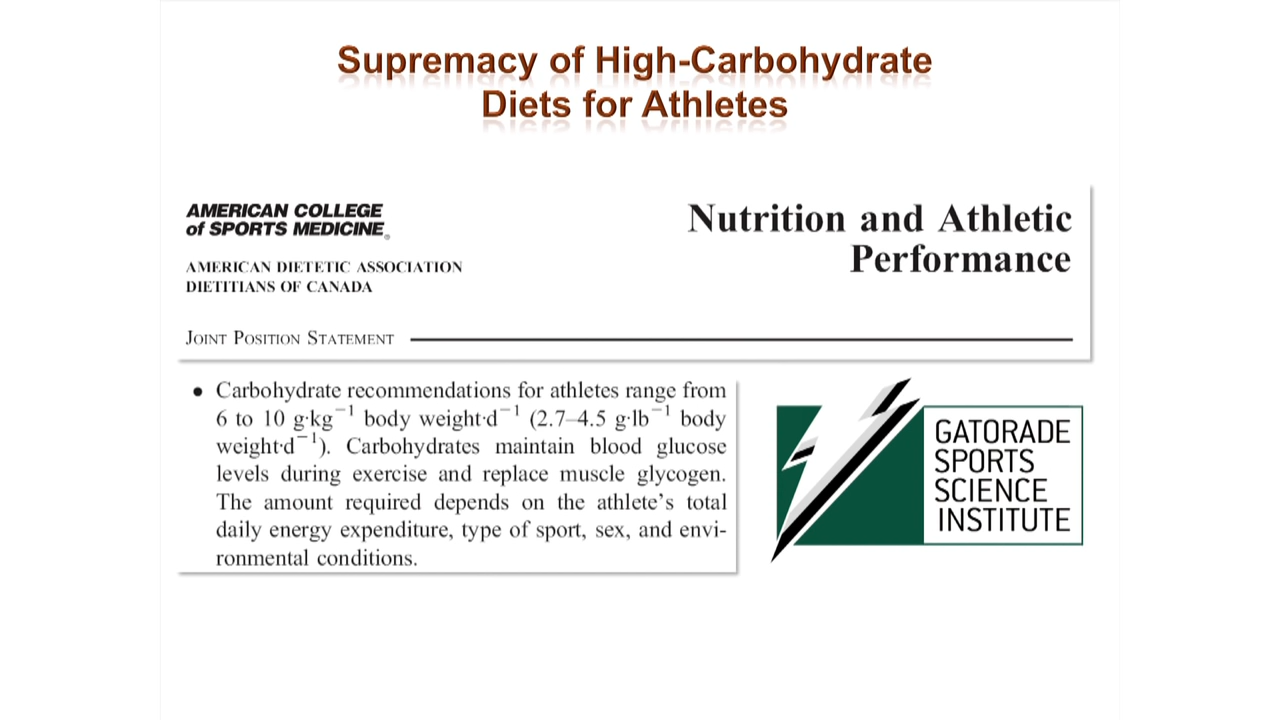 Supremacy of High-Carbohydrate
Diets for Athletes
AMERICAN COLLEGE
of SPORTS MEDICINE®
AMERICAN DIETETIC ASSOCIATION
DIETITIANS OF CANADA
Nutrition and Athletic
Performance
JOINT POSITION STATEMENT
• Carbohydrate recommendations for athletes range from
6 to 10 g·kg⁻¹ body weight·d⁻¹ (2.7–4.5 g·lb⁻¹ body
weight·d⁻¹). Carbohydrates maintain blood glucose
levels during exercise and replace muscle glycogen.
The amount required depends on the athlete’s total
daily energy expenditure, type of sport, sex, and envi-
ronmental conditions.
GATORADE
SPORTS
SCIENCE
INSTITUTE